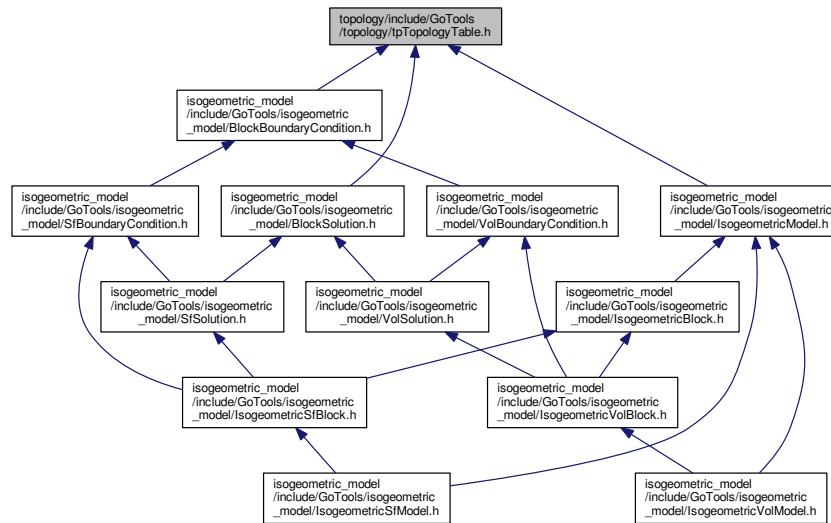 topology/include/GoTools
/topology/tpTopologyTable.h
isogeometric_model
/include/GoTools/isogeometric
_model/BlockBoundaryCondition.h
isogeometric_model
/include/GoTools/isogeometric
_model/SfBoundaryCondition.h
isogeometric_model
/include/GoTools/isogeometric
_model/BlockSolution.h
isogeometric_model
/include/GoTools/isogeometric
_model/VolBoundaryCondition.h
isogeometric_model
/include/GoTools/isogeometric
_model/IsogeometricModel.h
isogeometric_model
/include/GoTools/isogeometric
_model/SfSolution.h
isogeometric_model
/include/GoTools/isogeometric
_model/VolSolution.h
isogeometric_model
/include/GoTools/isogeometric
_model/IsogeometricBlock.h
isogeometric_model
/include/GoTools/isogeometric
_model/IsogeometricSfBlock.h
isogeometric_model
/include/GoTools/isogeometric
_model/IsogeometricVolBlock.h
isogeometric_model
/include/GoTools/isogeometric
_model/IsogeometricSfModel.h
isogeometric_model
/include/GoTools/isogeometric
_model/IsogeometricVolModel.h